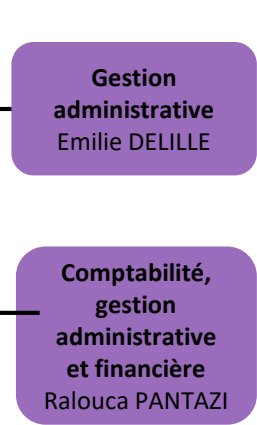 Gestion
administrative
Emilie DELILLE
Comptabilité,
gestion
administrative
et financière
Ralouca PANTAZI